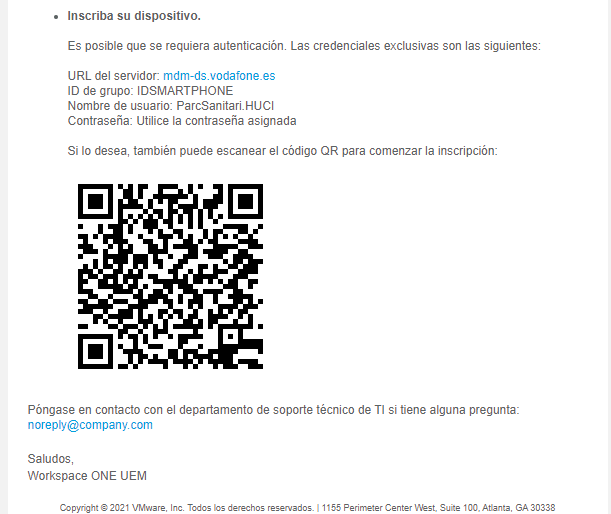 Inscriba su dispositivo.
Es posible que se requiera autenticación. Las credenciales exclusivas son las siguientes:
URL del servidor: mdm-ds.vodafone.es
ID de grupo: IDSMARTPHONE
Nombre de usuario: ParcSanitari.HUCI
Contraseña: Utilice la contraseña asignada
Si lo desea, también puede escanear el código QR para comenzar la inscripción:
Póngase en contacto con el departamento de soporte técnico de TI si tiene alguna pregunta:
noreply@company.com
Saludos,
Workspace ONE UEM
Copyright © 2021 VMware, Inc. Todos los derechos reservados. | 1155 Perimeter Center West, Suite 100, Atlanta, GA 30338